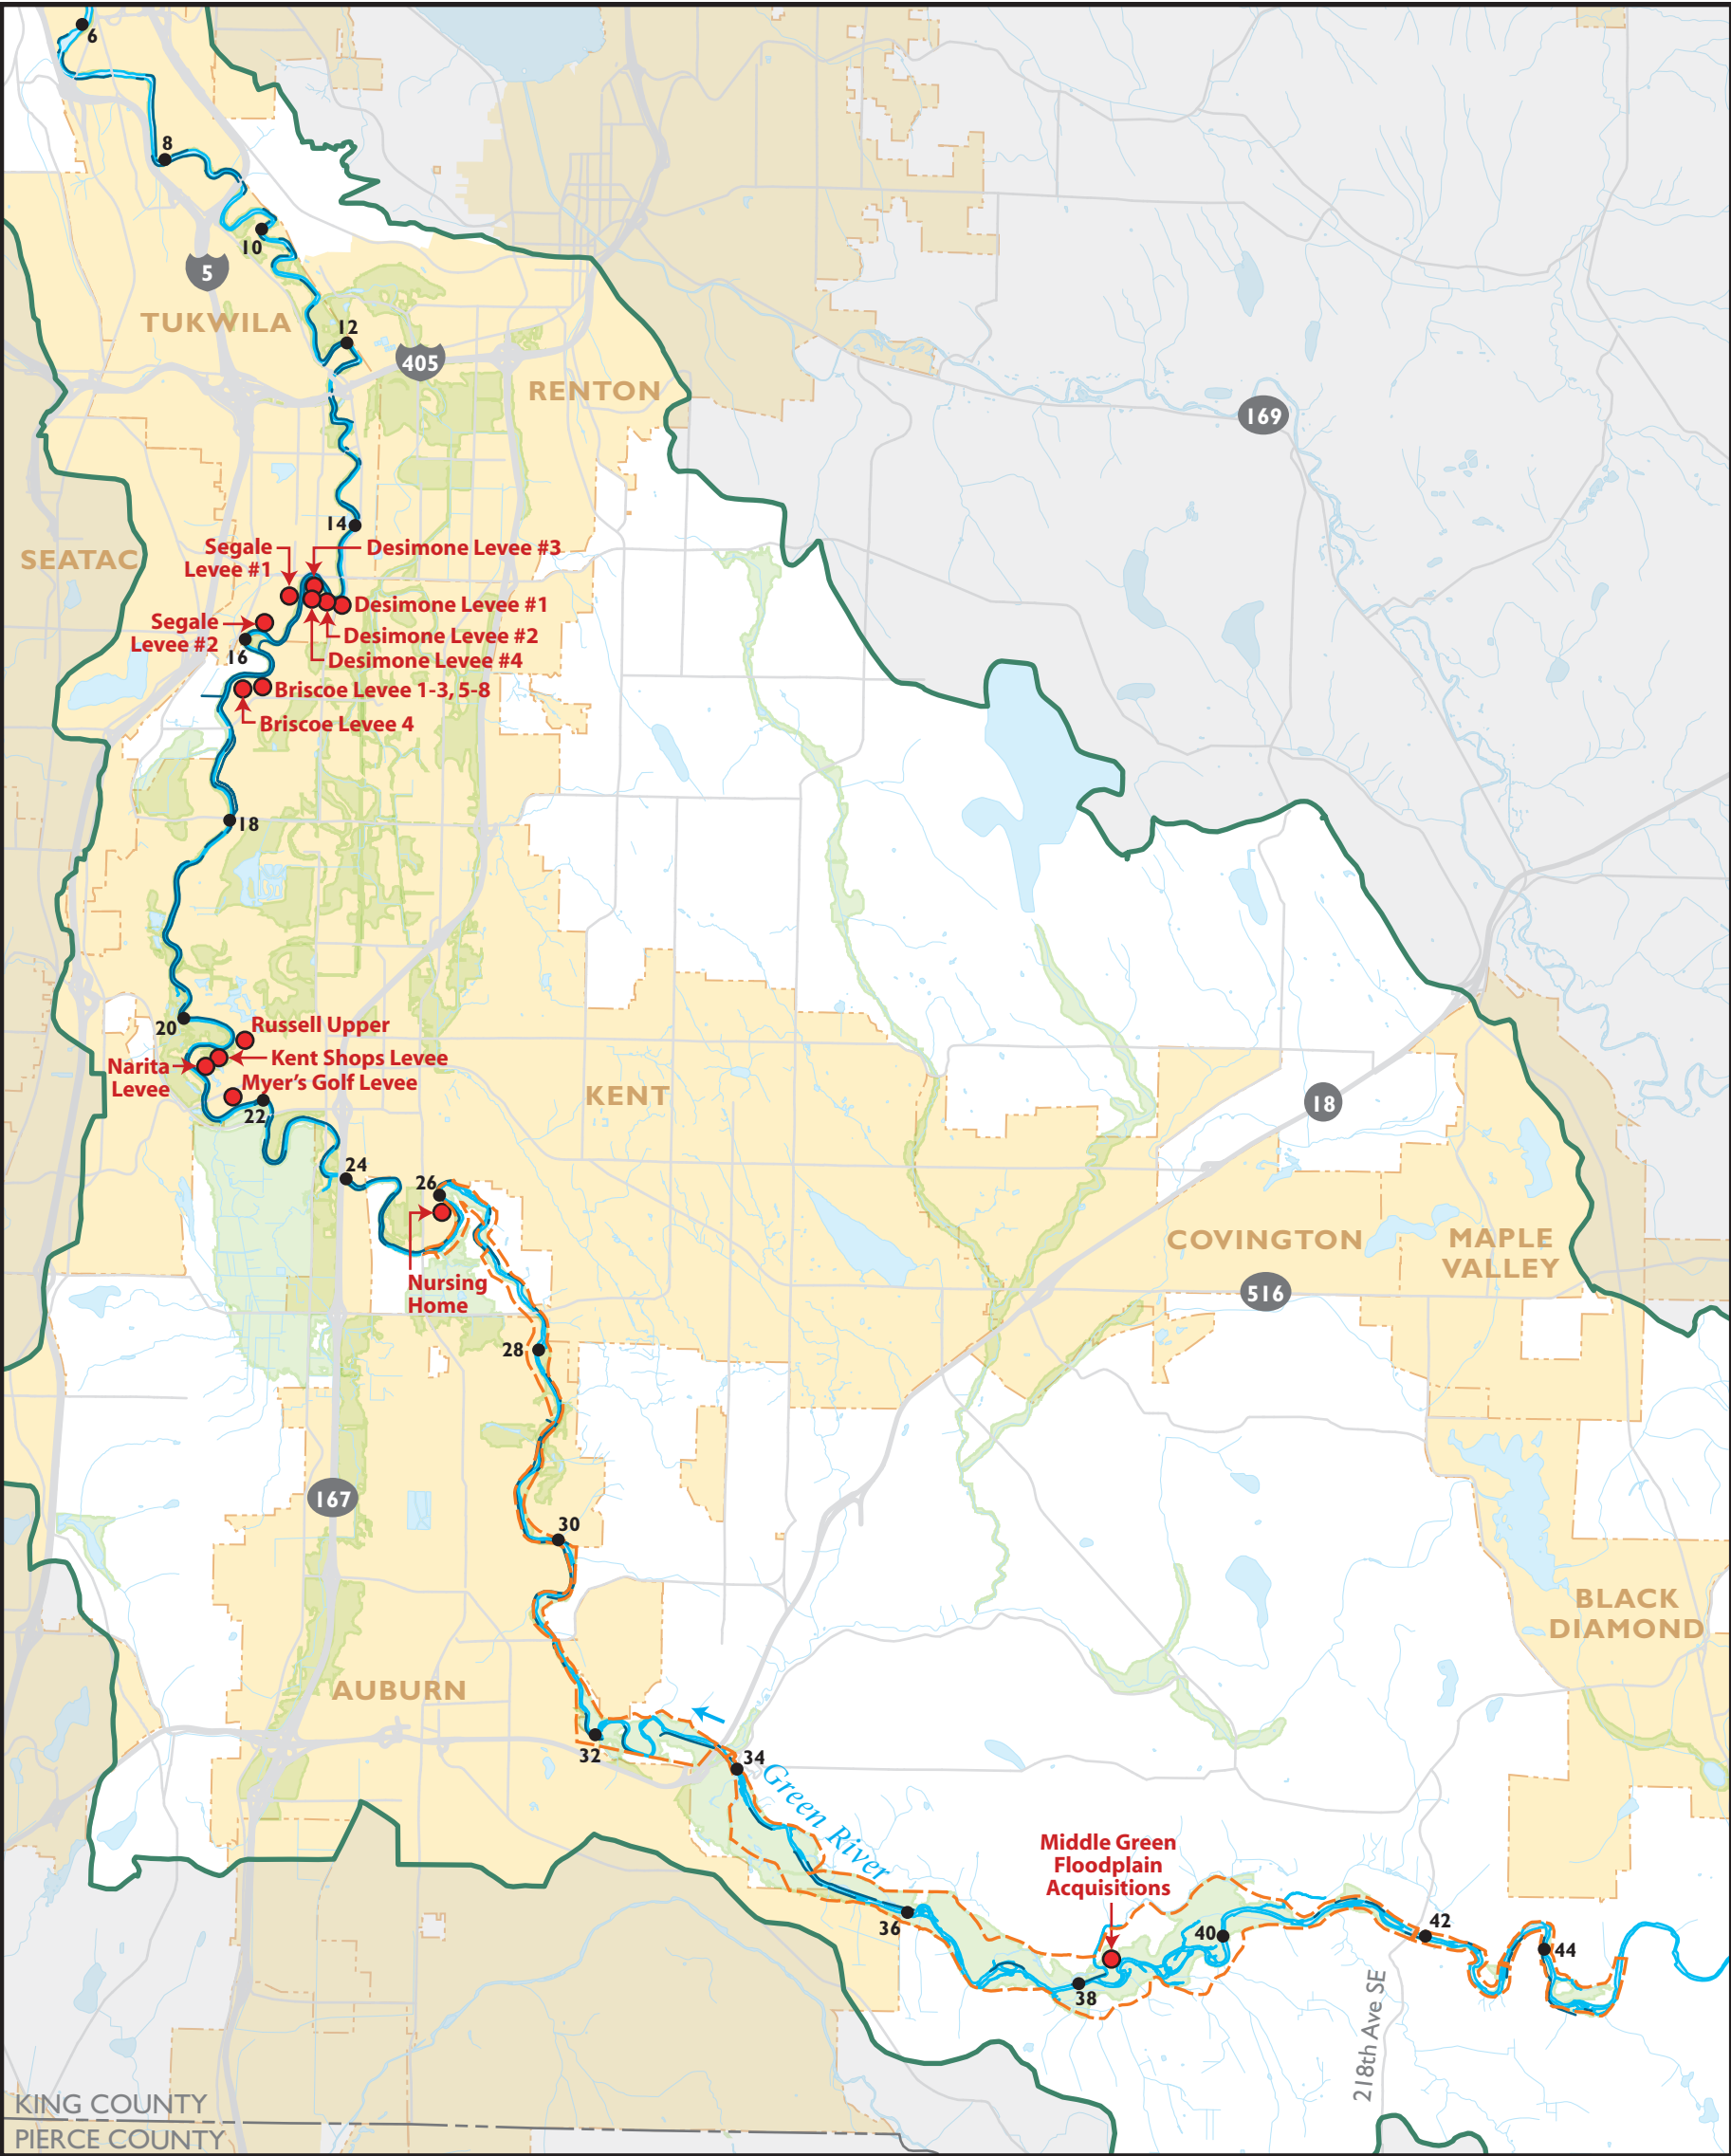 6
8
10
5
TUKWILA
12
405
RENTON
169
14
SEATAC
Segale
Levee #1
Desimone Levee #3
Desimone Levee #1
Segale
Levee #2
Desimone Levee #2
16
Desimone Levee #4
Briscoe Levee 1-3, 5-8
Briscoe Levee 4
18
20
Russell Upper
Kent Shops Levee
Narita
Levee
Myer's Golf Levee
22
KENT
18
24
26
Nursing
Home
COVINGTON
MAPLE
VALLEY
516
28
167
30
BLACK
DIAMOND
AUBURN
32
34
Green River
Middle Green
Floodplain
Acquisitions
36
38
40
42
44
218th Ave SE
KING COUNTY
PIERCE COUNTY